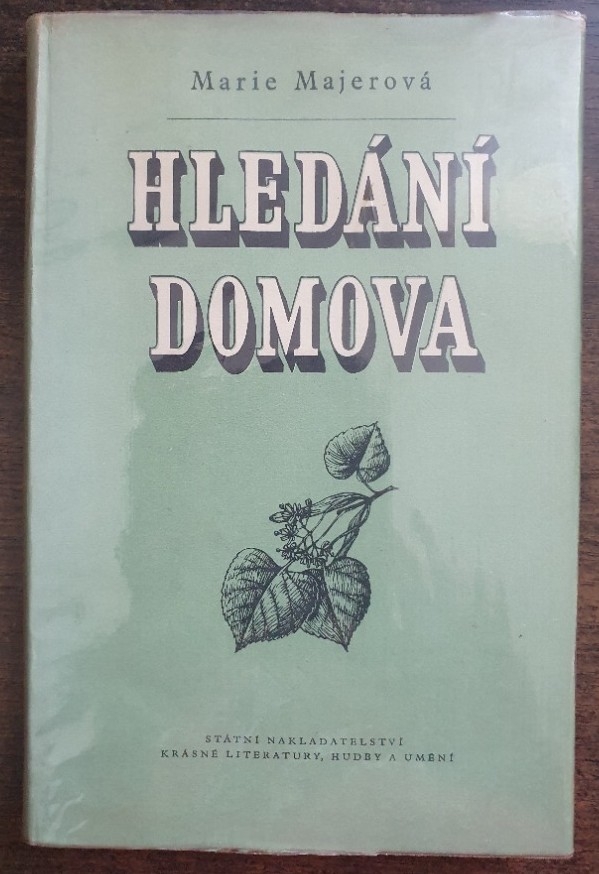 Marie Majerová
HLEDÁNÍ
DOMOVA
STÁTNÍ NAKLADATELSTVÍ
KRÁSNÉ LITERATURY, HUDBY A UMĚNÍ